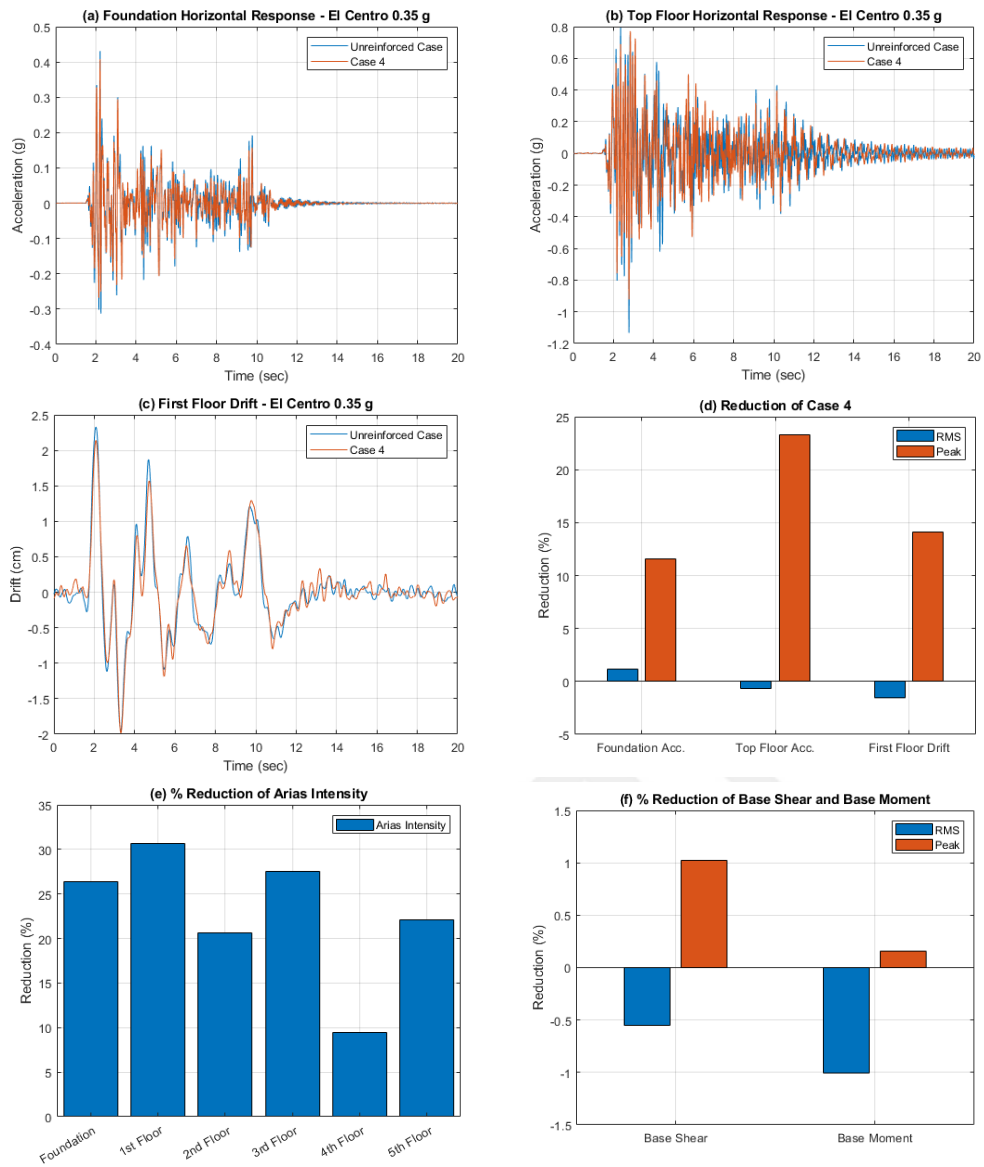 (a) Foundation Horizontal Response - El Centro 0.35 g
Unreinforced Case
Case 4
Acceleration (g)
0.5
0.4
0.3
0.2
0.1
0
-0.1
-0.2
-0.3
-0.4
0 2 4 6 8 10 12 14 16 18 20
Time (sec)
(b) Top Floor Horizontal Response - El Centro 0.35 g
Unreinforced Case
Case 4
Acceleration (g)
0.8
0.6
0.4
0.2
0
-0.2
-0.4
-0.6
-0.8
-1
-1.2
0 2 4 6 8 10 12 14 16 18 20
Time (sec)
(c) First Floor Drift - El Centro 0.35 g
Unreinforced Case
Case 4
Drift (cm)
2.5
2
1.5
1
0.5
0
-0.5
-1
-1.5
-2
0 2 4 6 8 10 12 14 16 18 20
Time (sec)
(d) Reduction of Case 4
RMS
Peak
Reduction (%)
25
20
15
10
5
0
-5
Foundation Acc. Top Floor Acc. First Floor Drift
(e) % Reduction of Arias Intensity
Arias Intensity
Reduction (%)
35
30
25
20
15
10
5
0
Foundation 1st Floor 2nd Floor 3rd Floor 4th Floor 5th Floor
(f) % Reduction of Base Shear and Base Moment
RMS
Peak
Reduction (%)
1.5
1
0.5
0
-0.5
-1
-1.5
Base Shear Base Moment